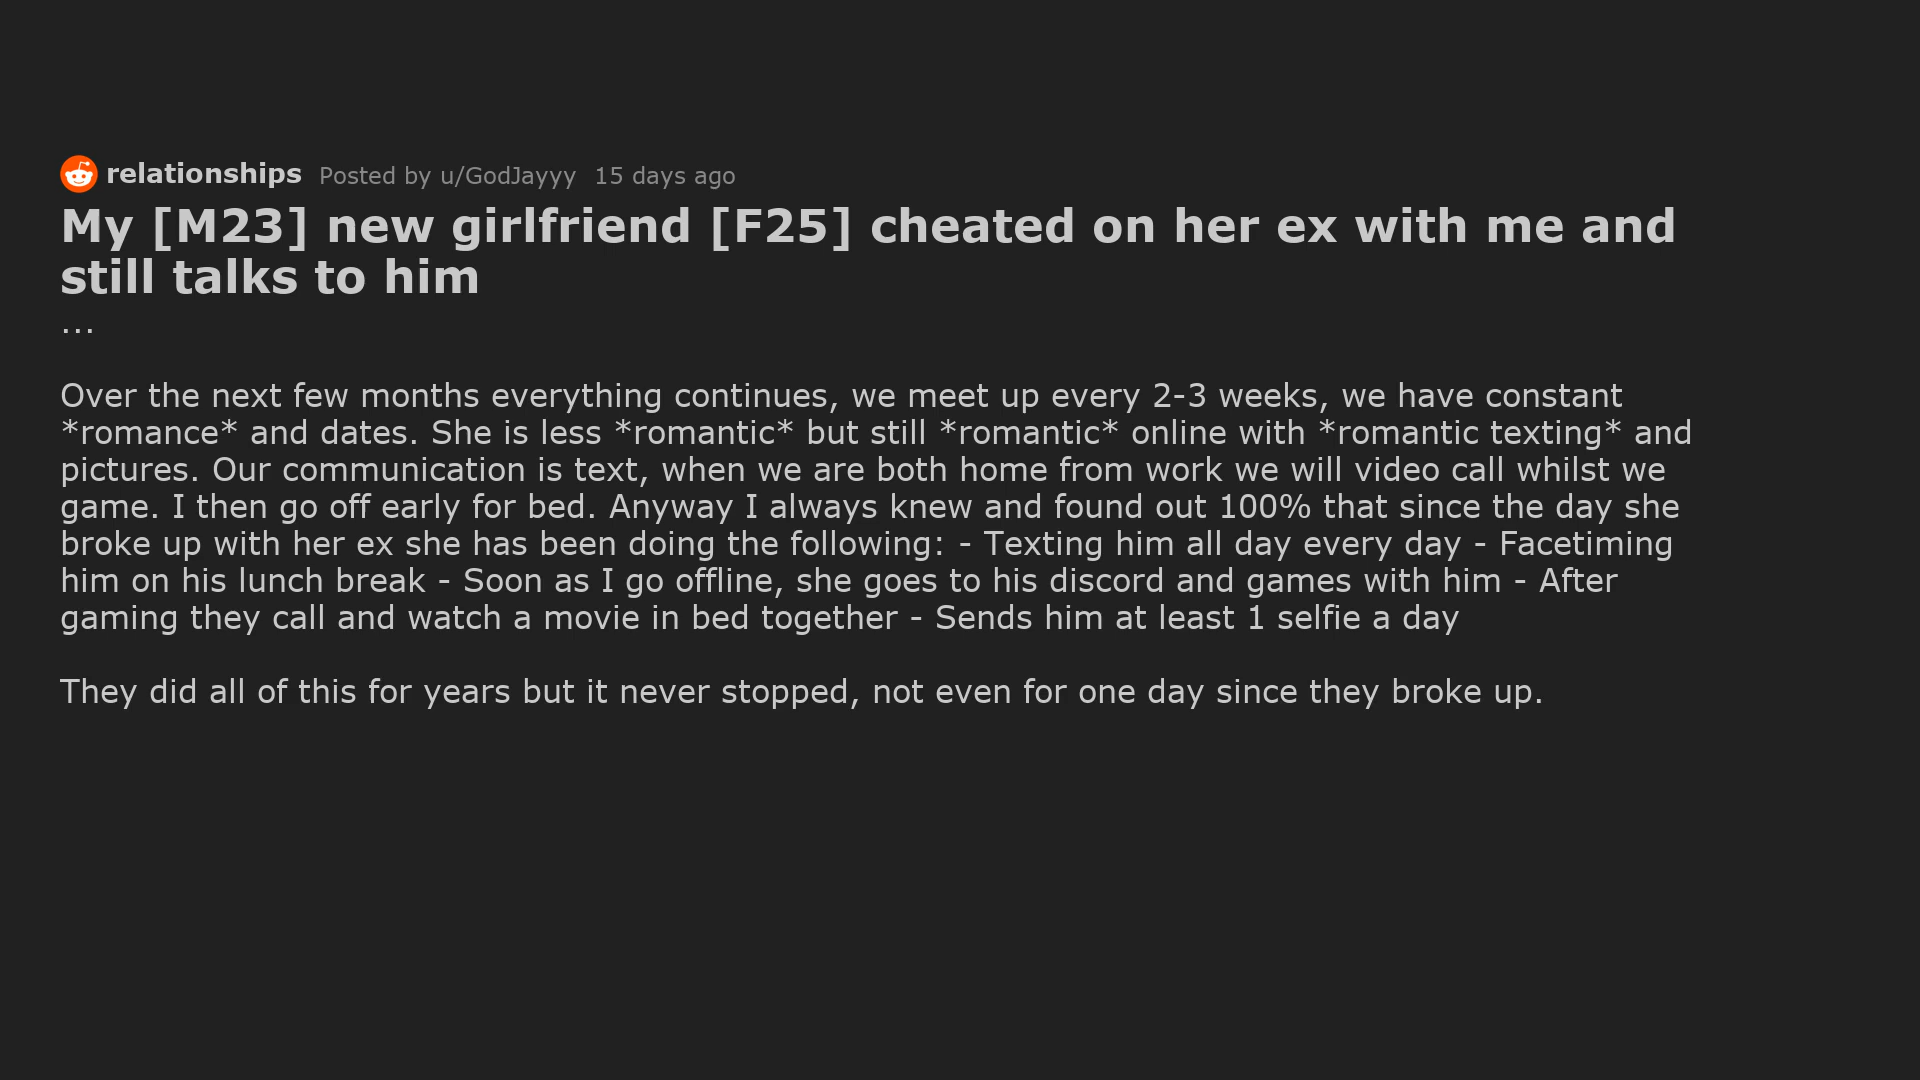 relationships Posted by u/GodJayyy 15 days ago
My [M23] new girlfriend [F25] cheated on her ex with me and
still talks to him
...
Over the next few months everything continues, we meet up every 2-3 weeks, we have constant
*romance* and dates. She is less *romantic* but still *romantic* online with *romantic texting* and
pictures. Our communication is text, when we are both home from work we will video call whilst we
game. I then go off early for bed. Anyway I always knew and found out 100% that since the day she
broke up with her ex she has been doing the following: - Texting him all day every day - Facetiming
him on his lunch break - Soon as I go offline, she goes to his discord and games with him - After
gaming they call and watch a movie in bed together - Sends him at least 1 selfie a day
They did all of this for years but it never stopped, not even for one day since they broke up.